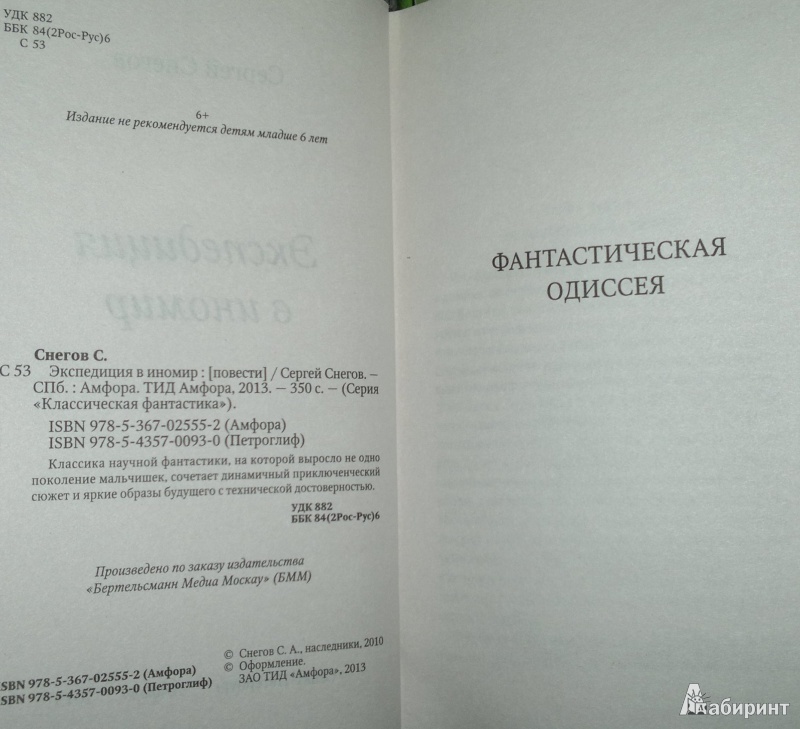 УДК 882
ББК 84(2Рос-Рус)6
С 53
6+
Издание не рекомендуется детям младше 6 лет
Экспедиция
в иномир
Снегов С.
С 53 Экспедиция в иномир : [повести] / Сергей Снегов. –
СПб. : Амфора. ТИД Амфора, 2013. — 350 с. — (Серия
«Классическая фантастика»).
ISBN 978-5-367-02555-2 (Амфора)
ISBN 978-5-4357-0093-0 (Петроглиф)
Классика научной фантастики, на которой выросло не одно
поколение мальчишек, сочетает динамичный приключенческий
сюжет и яркие образы будущего с технической достоверностью.
УДК 882
ББК 84(2Рос-Рус)6
Произведено по заказу издательства
«Бертельсманн Медиа Москау» (БММ)
© Снегов С. А., наследники, 2010
© Оформление.
ЗАО ТИД «Амфора», 2013
ISBN 978-5-367-02555-2 (Амфора)
ISBN 978-5-4357-0093-0 (Петроглиф)
ФАНТАСТИЧЕСКАЯ
ОДИССЕЯ
Лабиринт